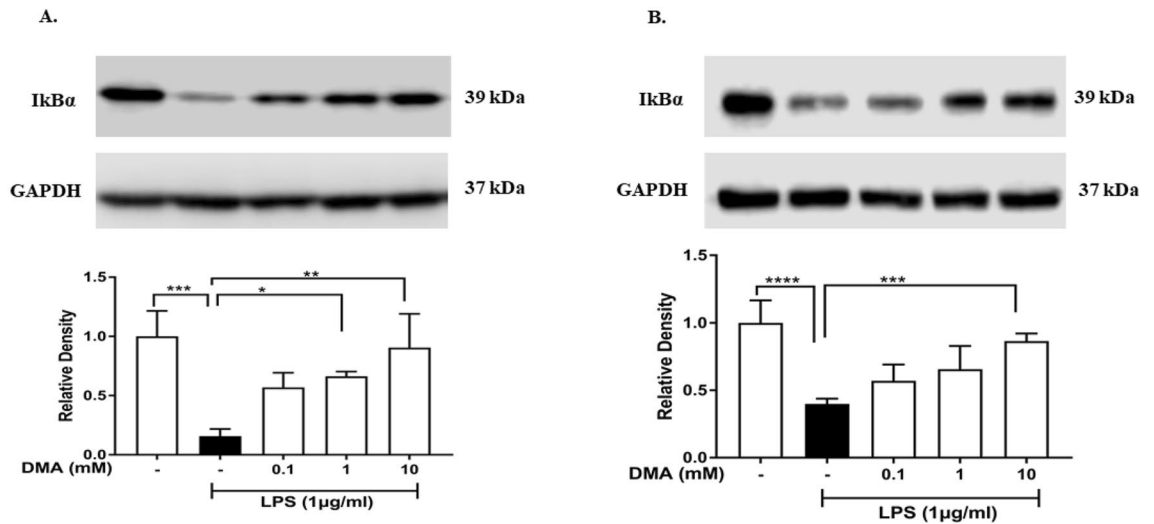 A.
IkBα
39 kDa
GAPDH
37 kDa
Relative Density
1.5
1.0
0.5
0.0
***
*
**
DMA (mM)
- - 0.1 1 10
LPS (1μg/ml)
B.
IkBα
39 kDa
GAPDH
37 kDa
Relative Density
1.5
1.0
0.5
0.0
****
***
DMA (mM)
- - 0.1 1 10
LPS (1μg/ml)